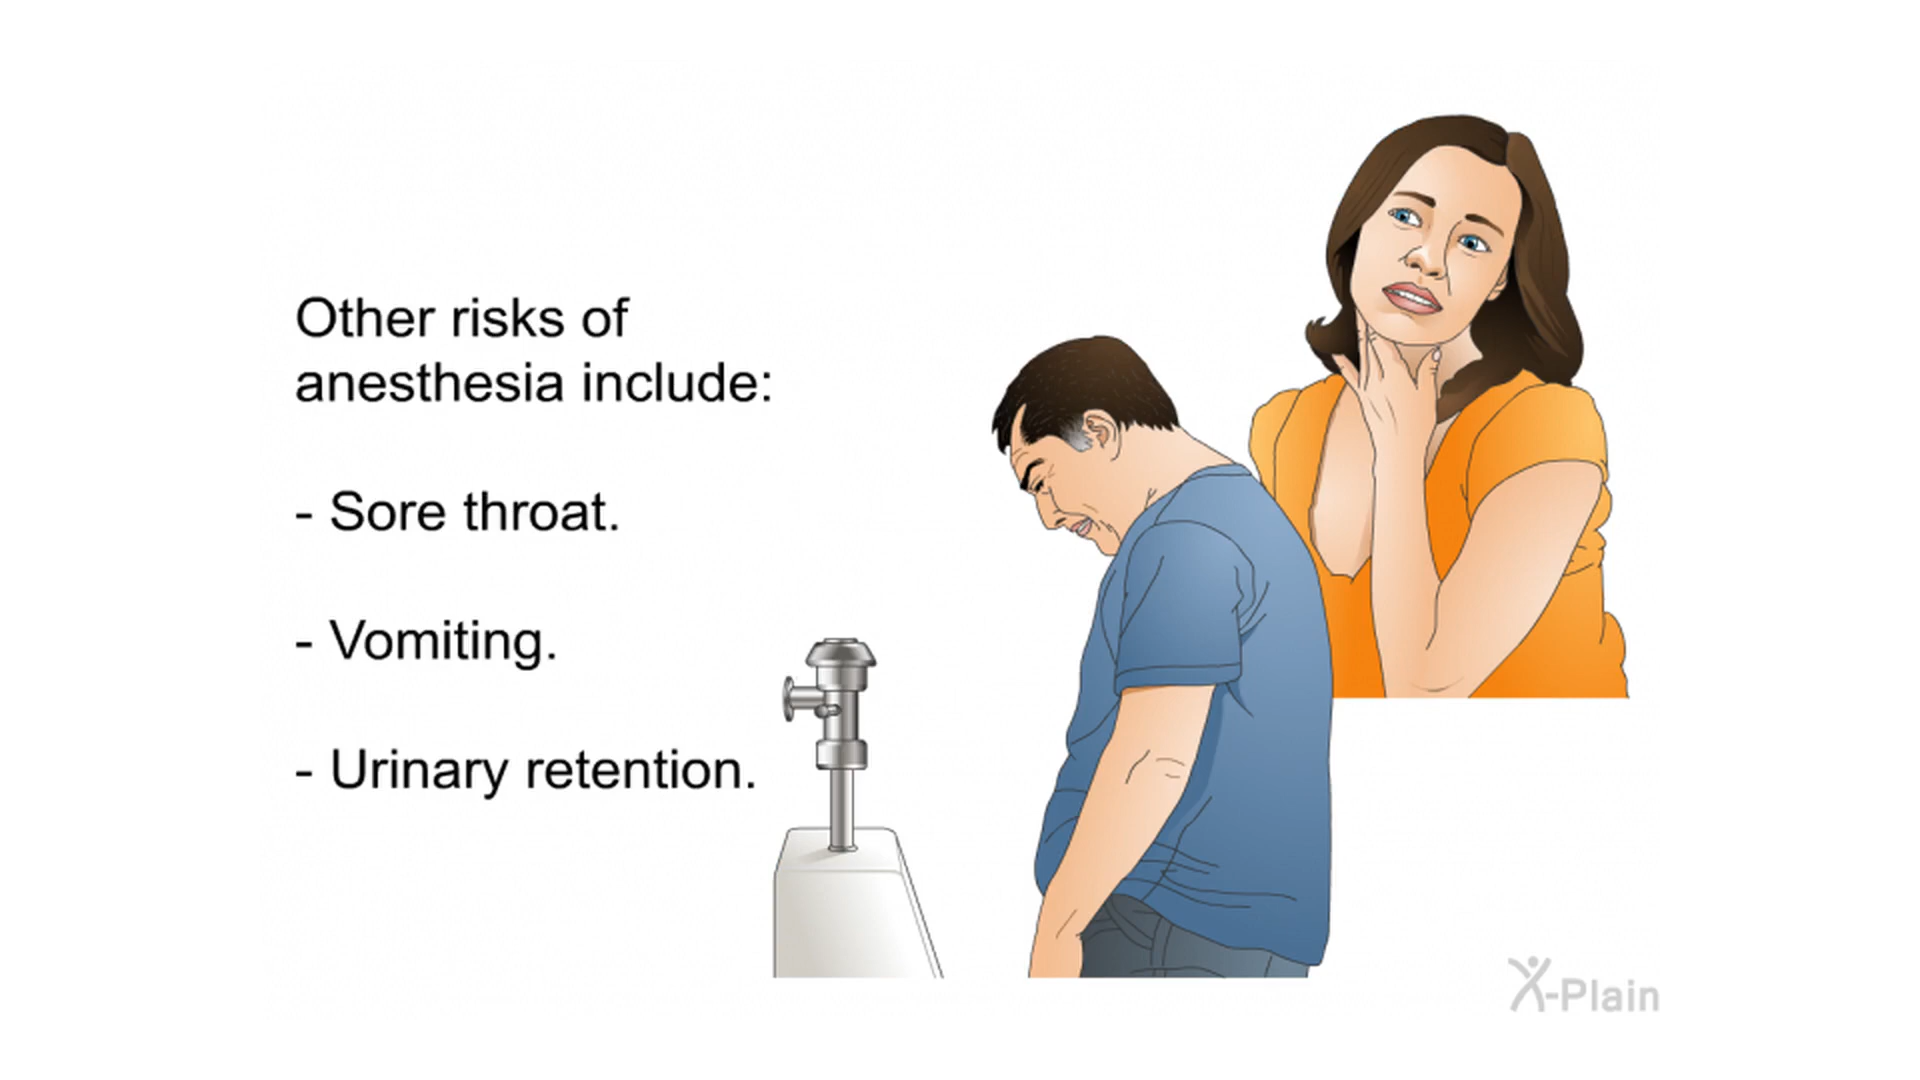 Other risks of
anesthesia include:
- Sore throat.
- Vomiting.
- Urinary retention.
X-Plain